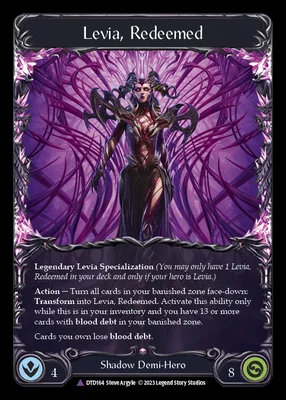 Levia, Redeemed
Legendary Levia Specialization (You may only have 1 Levia,
Redeemed in your deck and only if your hero is Levia.)
Action — Turn all cards in your banished zone face-down:
Transform into Levia, Redeemed. Activate this ability only
while this is in your inventory and you have 13 or more
cards with blood debt in your banished zone.
Cards you own lose blood debt.
4
Shadow Demi-Hero
8
DTD164 Steve Argyle © 2023 Legend Story Studios